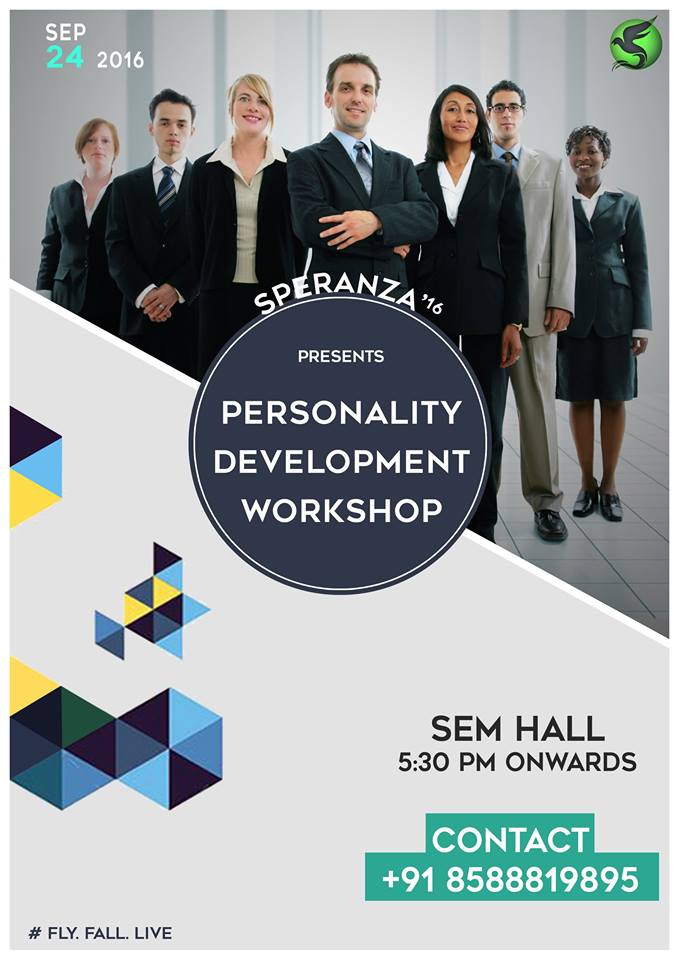 SEP
24 2016
SPERANZA'16
PRESENTS
PERSONALITY
DEVELOPMENT
WORKSHOP
SEM HALL
5:30 PM ONWARDS
CONTACT
+91 8588819895
# FLY. FALL. LIVE